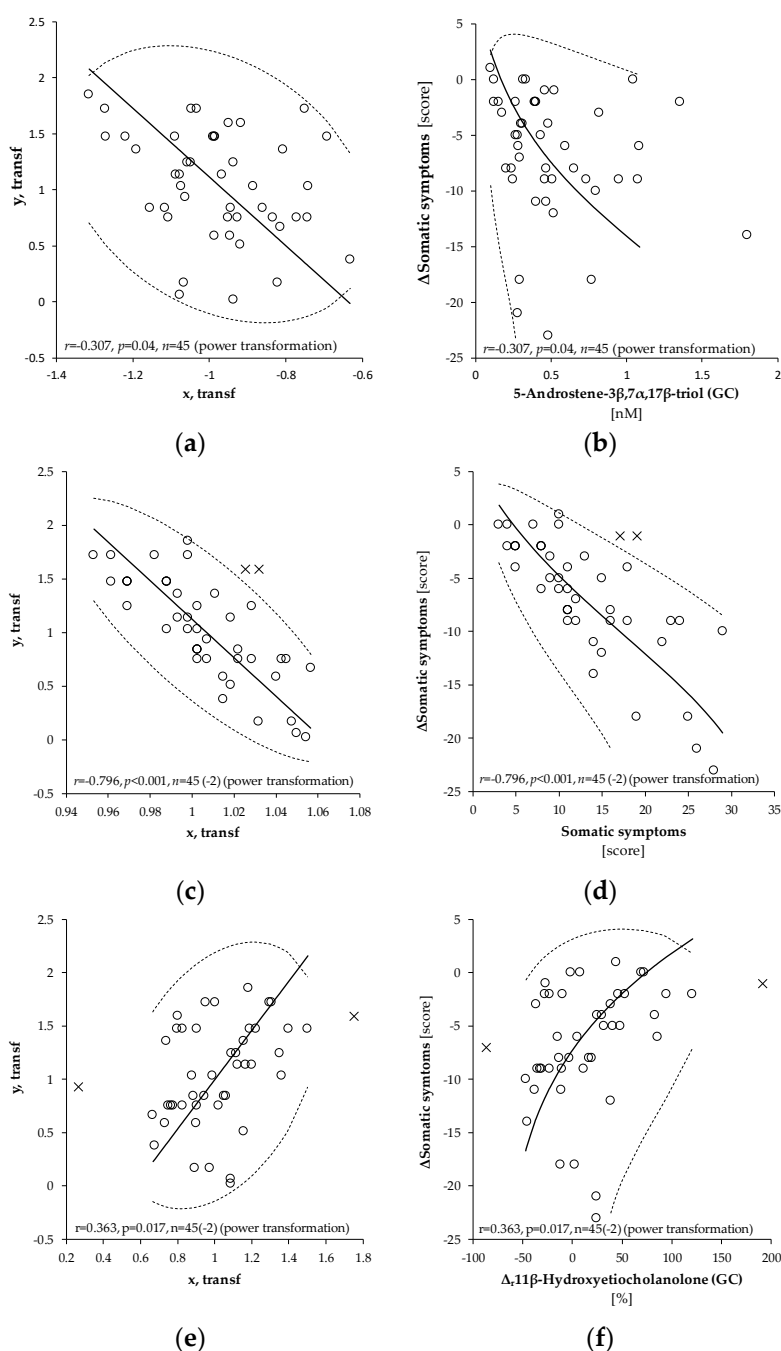 2.5
2
1.5
1
0.5
0
-0.5
y, transf
r=-0.307, p=0.04, n=45 (power transformation)
-1.4 -1.2 -1 -0.8 -0.6
x, transf
(a)
5
0
-5
-10
-15
-20
-25
ΔSomatic symptoms [score]
r=-0.307, p=0.04, n=45 (power transformation)
0 0.5 1 1.5 2
5-Androstene-3β,7α,17β-triol (GC)
[nM]
(b)
2.5
2
1.5
1
0.5
0
-0.5
y, transf
r=-0.796, p<0.001, n=45 (-2) (power transformation)
0.94 0.96 0.98 1 1.02 1.04 1.06 1.08
x, transf
(c)
5
0
-5
-10
-15
-20
-25
ΔSomatic symptoms [score]
r=-0.796, p<0.001, n=45 (-2) (power transformation)
0 5 10 15 20 25 30 35
Somatic symptoms
[score]
(d)
2.5
2
1.5
1
0.5
0
-0.5
y, transf
r=0.363, p=0.017, n=45(-2) (power transformation)
0.2 0.4 0.6 0.8 1 1.2 1.4 1.6 1.8
x, transf
(e)
5
0
-5
-10
-15
-20
-25
ΔSomatic symtoms [score]
r=0.363, p=0.017, n=45(-2) (power transformation)
-100 -50 0 50 100 150 200
Δr11β-Hydroxyetiocholanolone (GC)
[%]
(f)